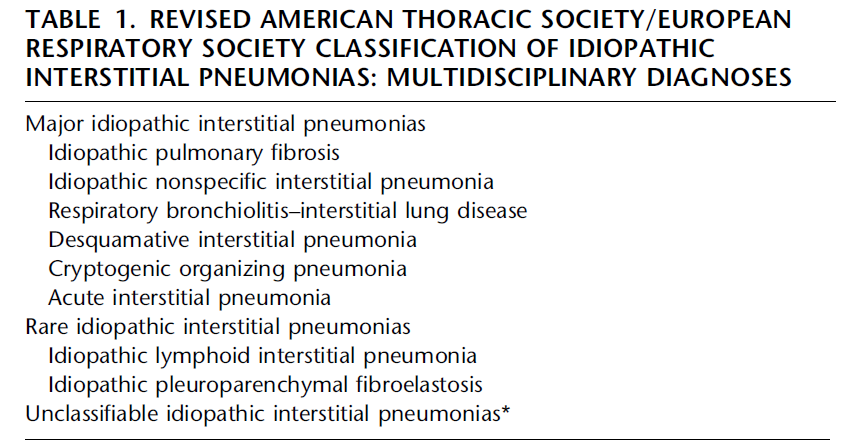 TABLE 1. REVISED AMERICAN THORACIC SOCIETY/EUROPEAN
RESPIRATORY SOCIETY CLASSIFICATION OF IDIOPATHIC
INTERSTITIAL PNEUMONIAS: MULTIDISCIPLINARY DIAGNOSES
Major idiopathic interstitial pneumonias
Idiopathic pulmonary fibrosis
Idiopathic nonspecific interstitial pneumonia
Respiratory bronchiolitis–interstitial lung disease
Desquamative interstitial pneumonia
Cryptogenic organizing pneumonia
Acute interstitial pneumonia
Rare idiopathic interstitial pneumonias
Idiopathic lymphoid interstitial pneumonia
Idiopathic pleuroparenchymal fibroelastosis
Unclassifiable idiopathic interstitial pneumonias*